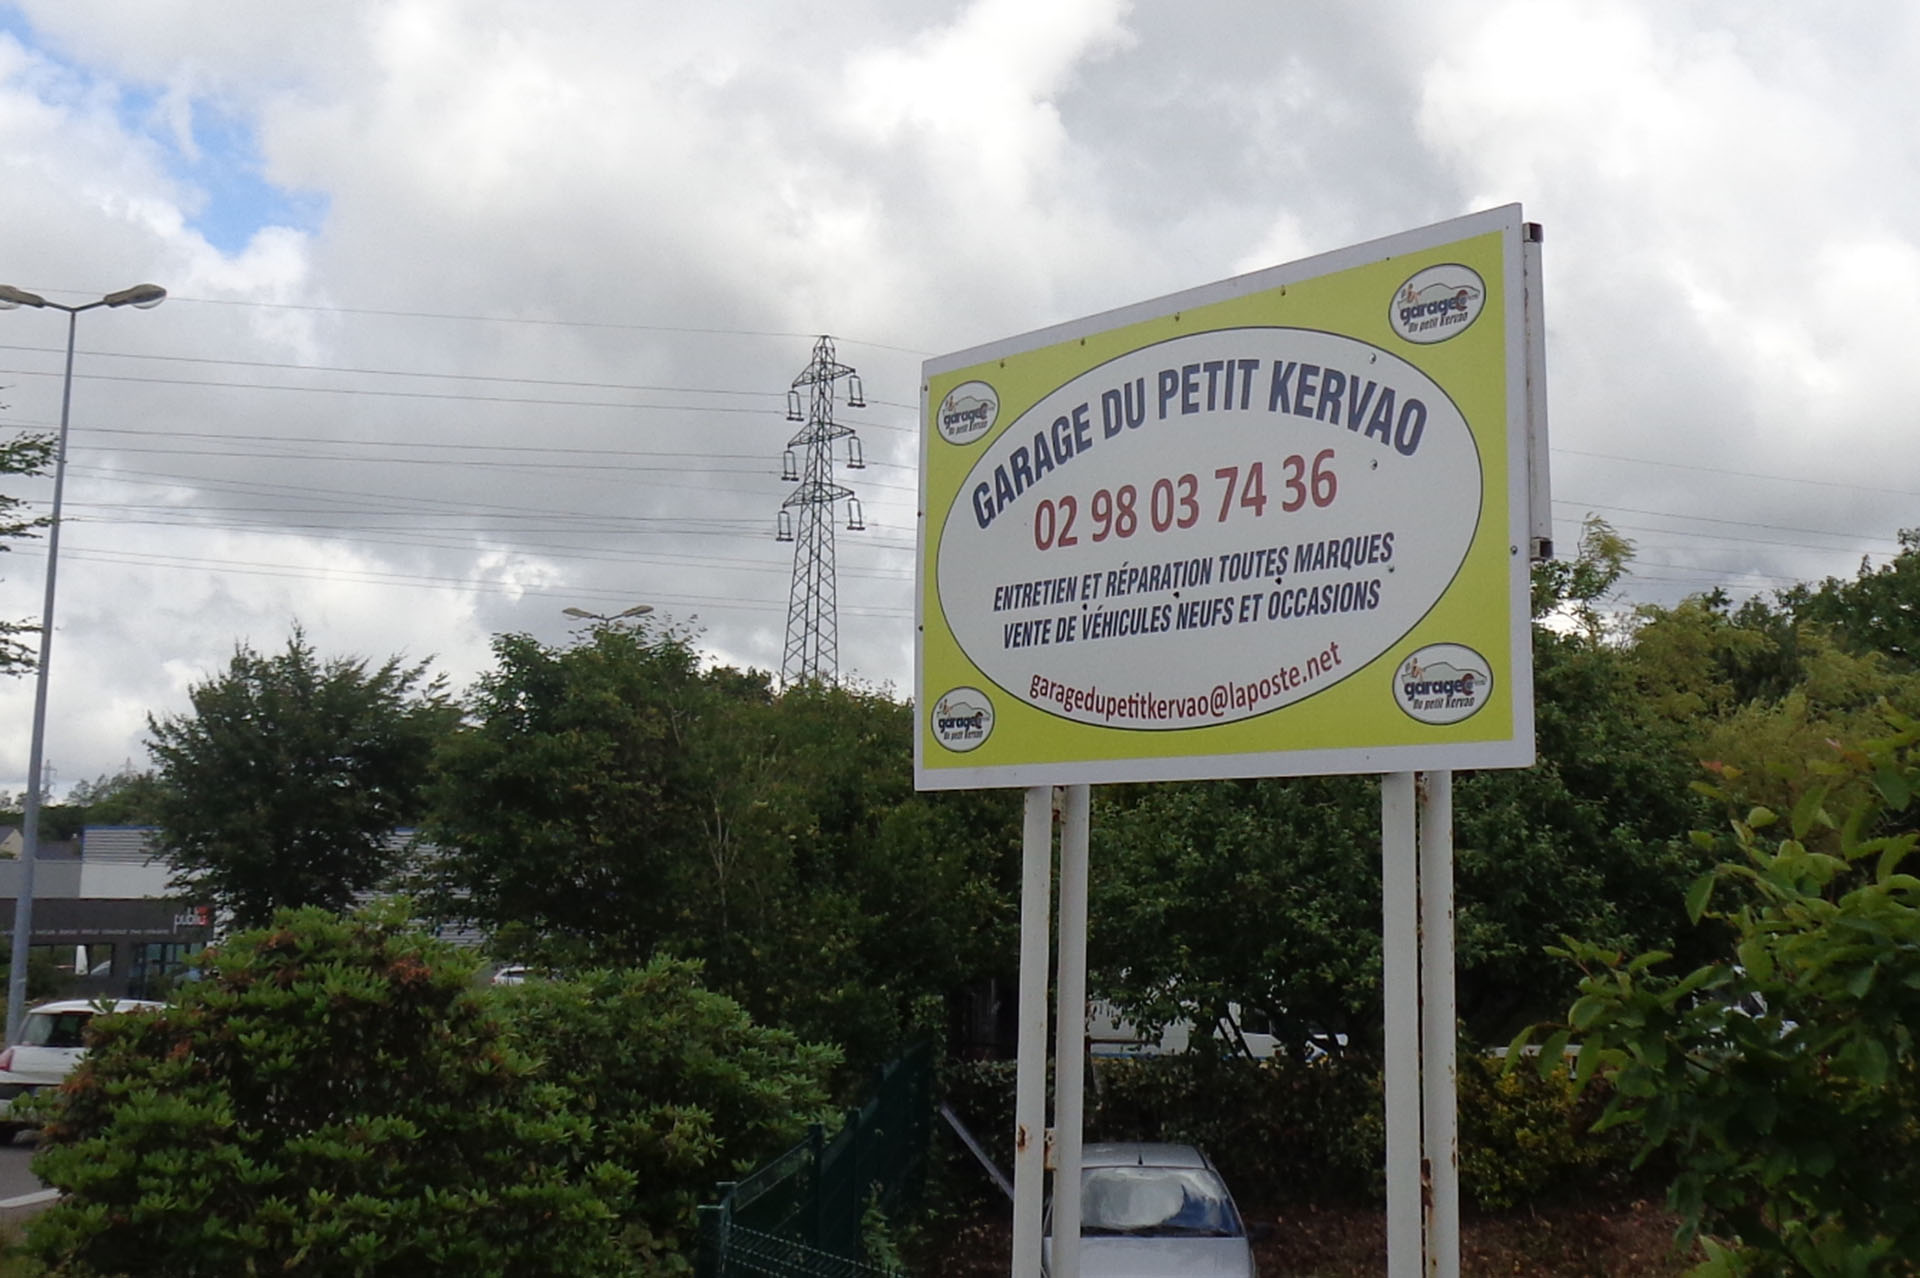 GARAGE DU PETIT KERVAO
02 98 03 74 36
ENTRETIEN ET RÉPARATION TOUTES MARQUES
VENTE DE VÉHICULES NEUFS ET OCCASIONS
garagedupetitkervao@laposte.net
garage
Du petit Kervao
garage
Du petit Kervao
garage
Du petit Kervao
garage
Du petit Kervao